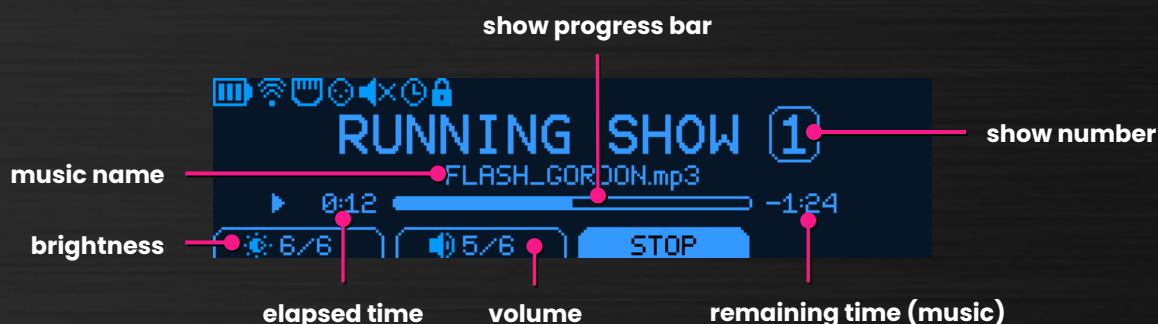 show progress bar
RUNNING SHOW 1
show number
music name
FLASH_GORDON.mp3
0:12
-1:24
brightness
6/6
5/6
STOP
elapsed time
volume
remaining time (music)